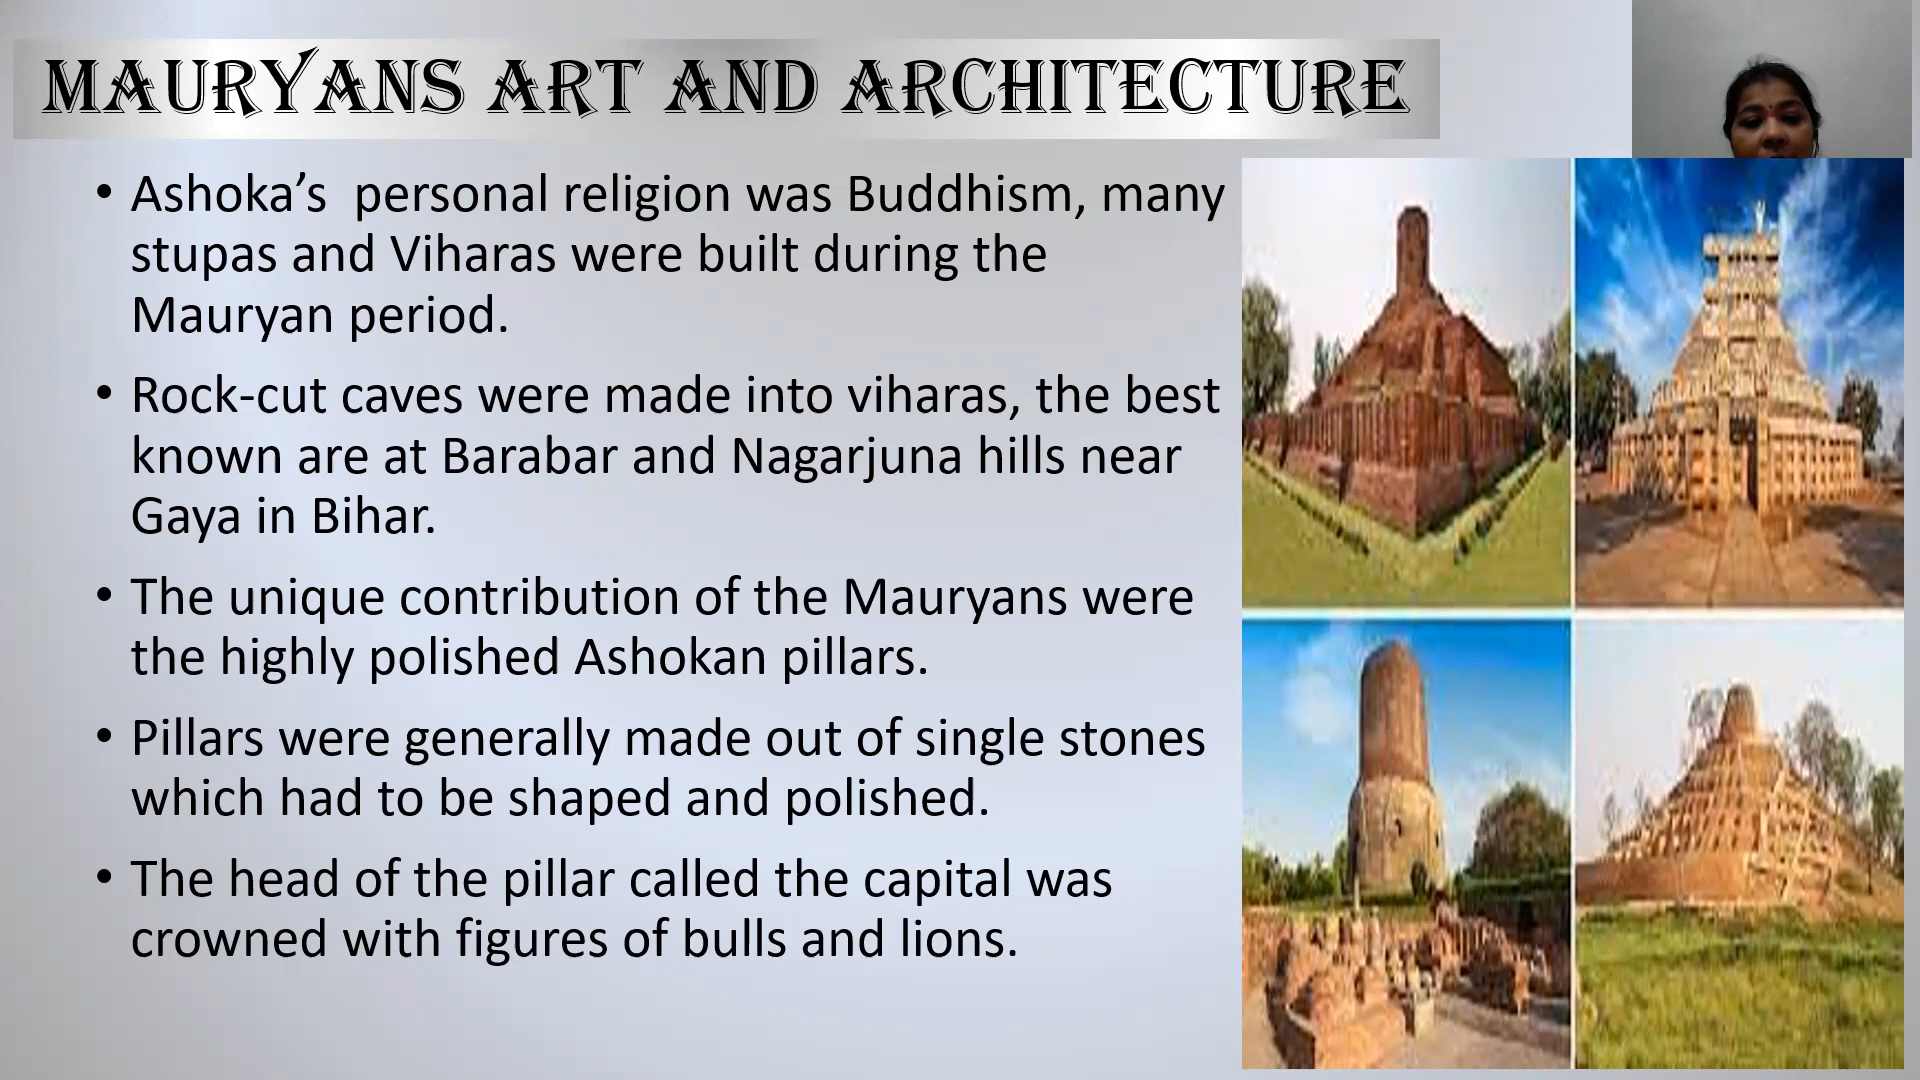 MAURYANS ART AND ARCHITECTURE
• Ashoka’s  personal religion was Buddhism, many
stupas and Viharas were built during the
Mauryan period.
• Rock-cut caves were made into viharas, the best
known are at Barabar and Nagarjuna hills near
Gaya in Bihar.
• The unique contribution of the Mauryans were
the highly polished Ashokan pillars.
• Pillars were generally made out of single stones
which had to be shaped and polished.
• The head of the pillar called the capital was
crowned with figures of bulls and lions.